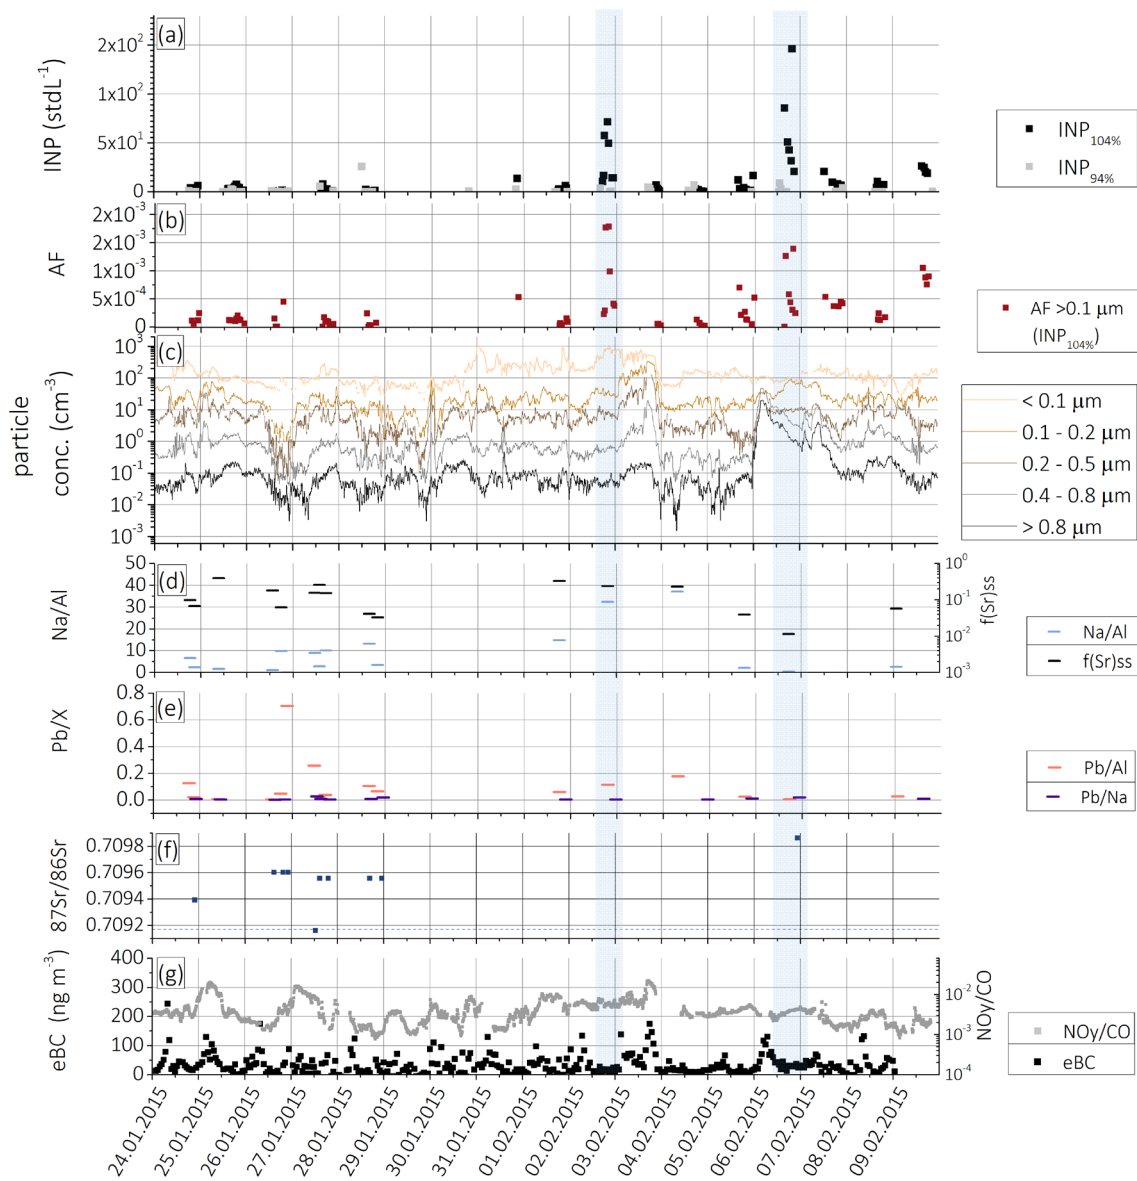 (a)
INP (stdL⁻¹)
2x10²
1x10²
5x10¹
0
INP₁₀₄%
INP₉₄%
(b)
AF
2x10⁻³
2x10⁻³
1x10⁻³
5x10⁻⁴
0
AF >0.1 µm
(INP₁₀₄%)
(c)
particle
conc. (cm⁻³)
10³
10²
10¹
10⁰
10⁻¹
10⁻²
10⁻³
< 0.1 µm
0.1 - 0.2 µm
0.2 - 0.5 µm
0.4 - 0.8 µm
> 0.8 µm
(d)
Na/Al
50
40
30
20
10
0
10⁰
10⁻¹
10⁻²
10⁻³
f(Sr)ss
Na/Al
f(Sr)ss
(e)
Pb/X
0.8
0.6
0.4
0.2
0.0
Pb/Al
Pb/Na
(f)
87Sr/86Sr
0.7098
0.7096
0.7094
0.7092
(g)
eBC (ng m⁻³)
400
300
200
100
0
10⁻²
10⁻³
10⁻⁴
NOy/CO
NOy/CO
eBC
24.01.2015
25.01.2015
26.01.2015
27.01.2015
28.01.2015
29.01.2015
30.01.2015
31.01.2015
01.02.2015
02.02.2015
03.02.2015
04.02.2015
05.02.2015
06.02.2015
07.02.2015
08.02.2015
09.02.2015